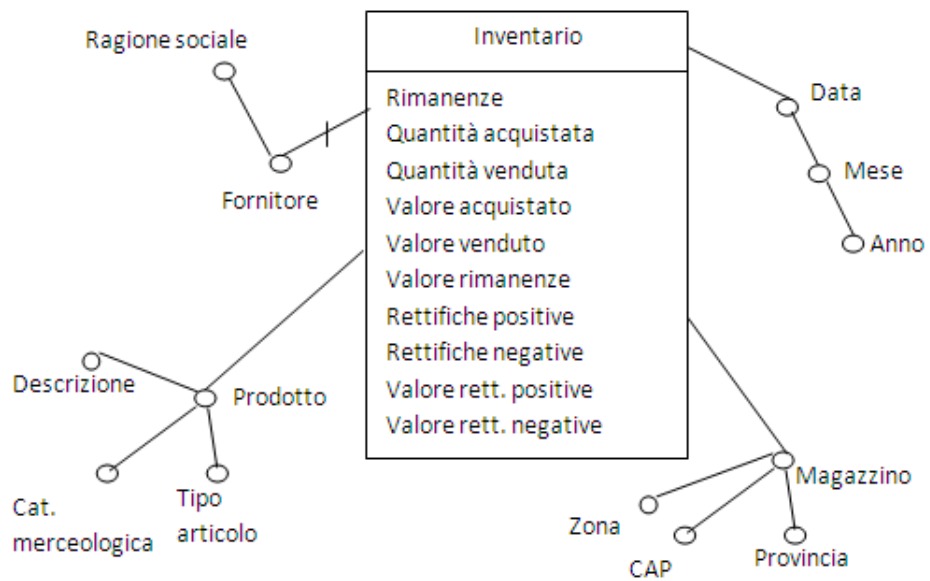 Ragione sociale
Fornitore
Inventario
Rimanenze
Quantità acquistata
Quantità venduta
Valore acquistato
Valore venduto
Valore rimanenze
Rettifiche positive
Rettifiche negative
Valore rett. positive
Valore rett. negative
Data
Mese
Anno
Descrizione
Prodotto
Cat.
merceologica
Tipo
articolo
Magazzino
Zona
CAP
Provincia